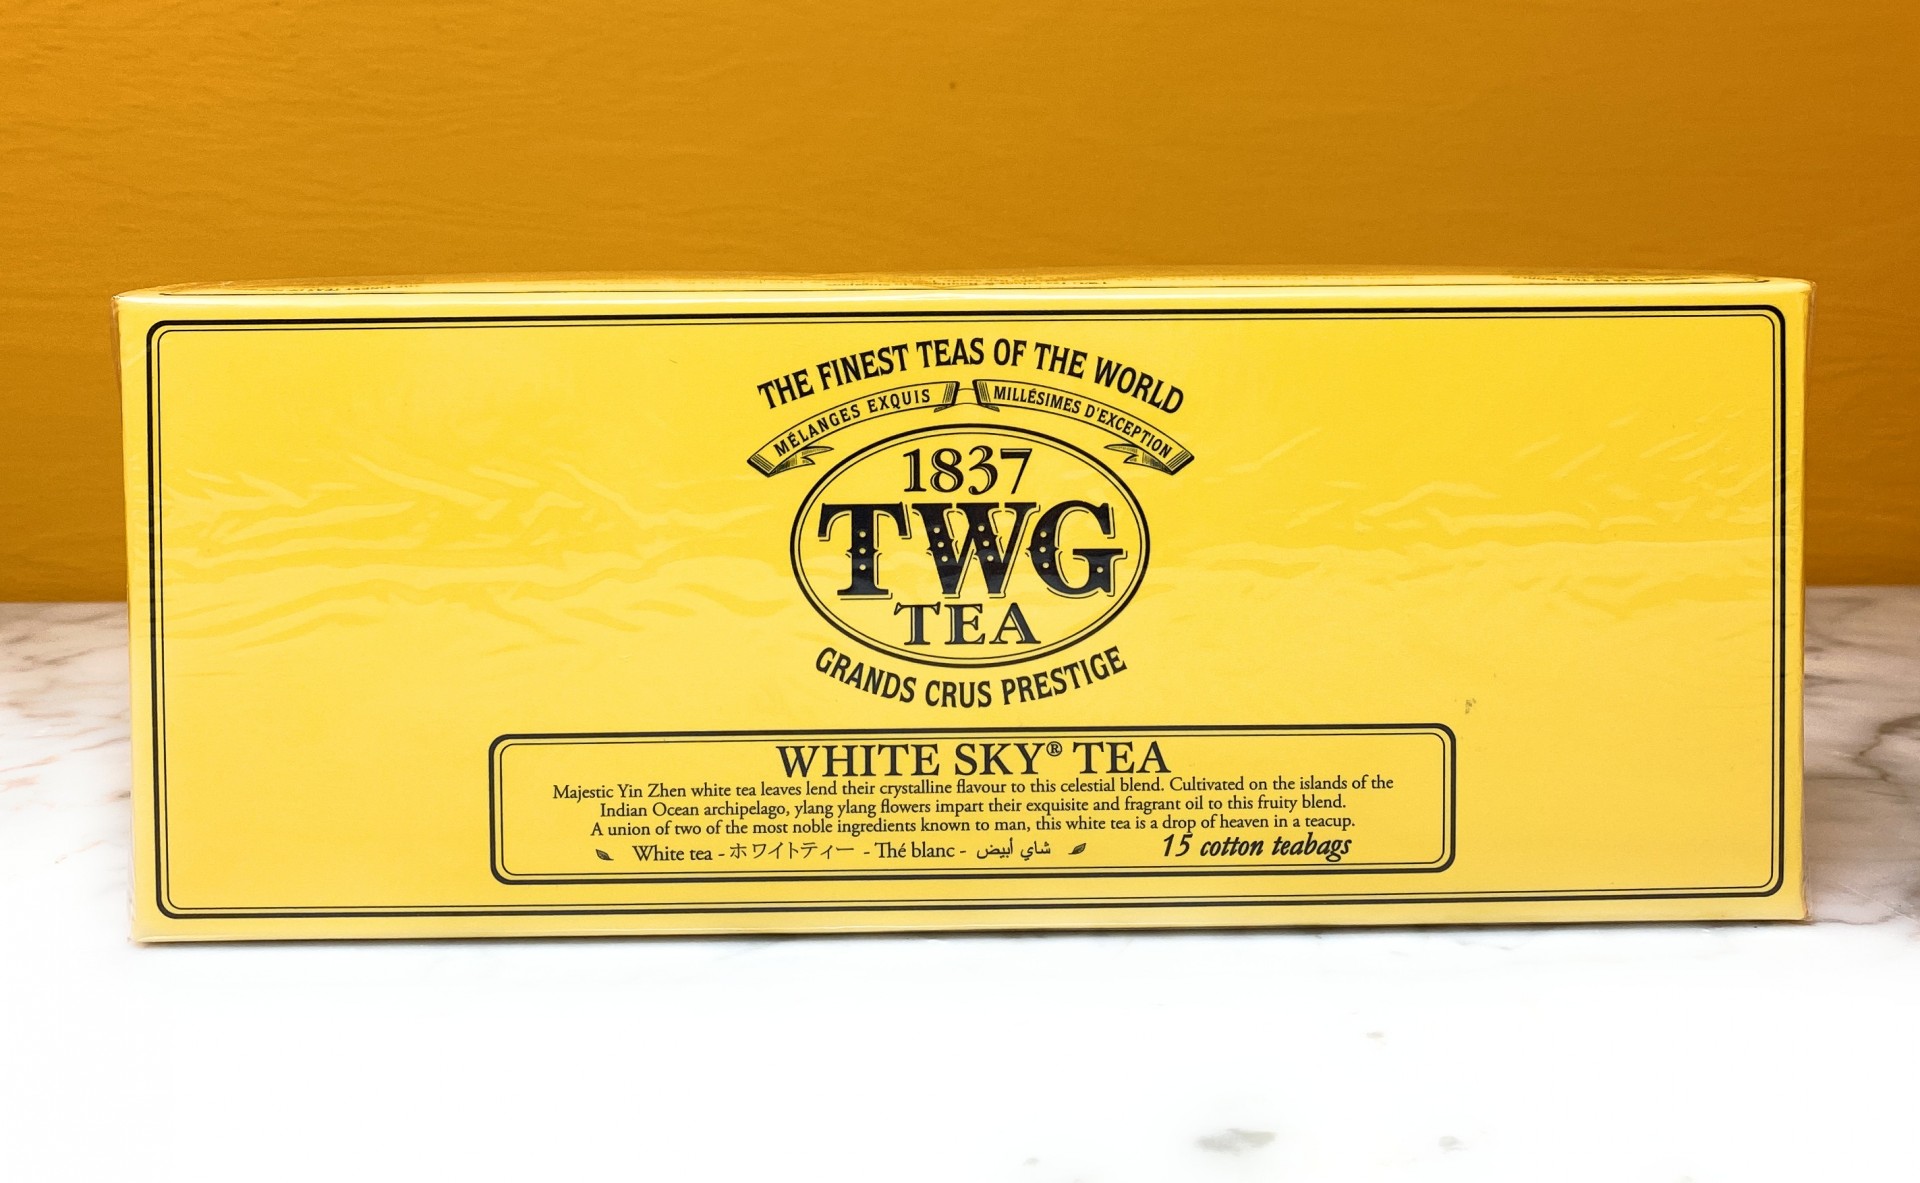 THE FINEST TEAS OF THE WORLD
MÉLANGES EXQUIS MILLÉSIMES D'EXCEPTION
1837
TWG
TEA
GRANDS CRUS PRESTIGE
WHITE SKY® TEA
Majestic Yin Zhen white tea leaves lend their crystalline flavour to this celestial blend. Cultivated on the islands of the
Indian Ocean archipelago, ylang ylang flowers impart their exquisite and fragrant oil to this fruity blend.
A union of two of the most noble ingredients known to man, this white tea is a drop of heaven in a teacup.
White tea - ホワイトティー - Thé blanc - شاي أبيض 15 cotton teabags